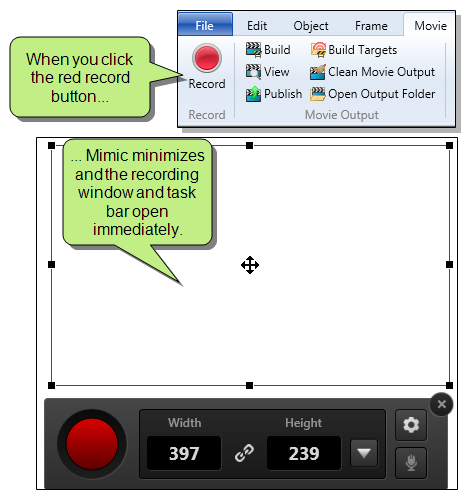 When you click
the red record
button...
File Edit Object Frame Movie
Record
Build
View
Publish
Build Targets
Clean Movie Output
Open Output Folder
Record
Movie Output
... Mimic minimizes
and the recording
window and task
bar open
immediately.
Width Height
397 239